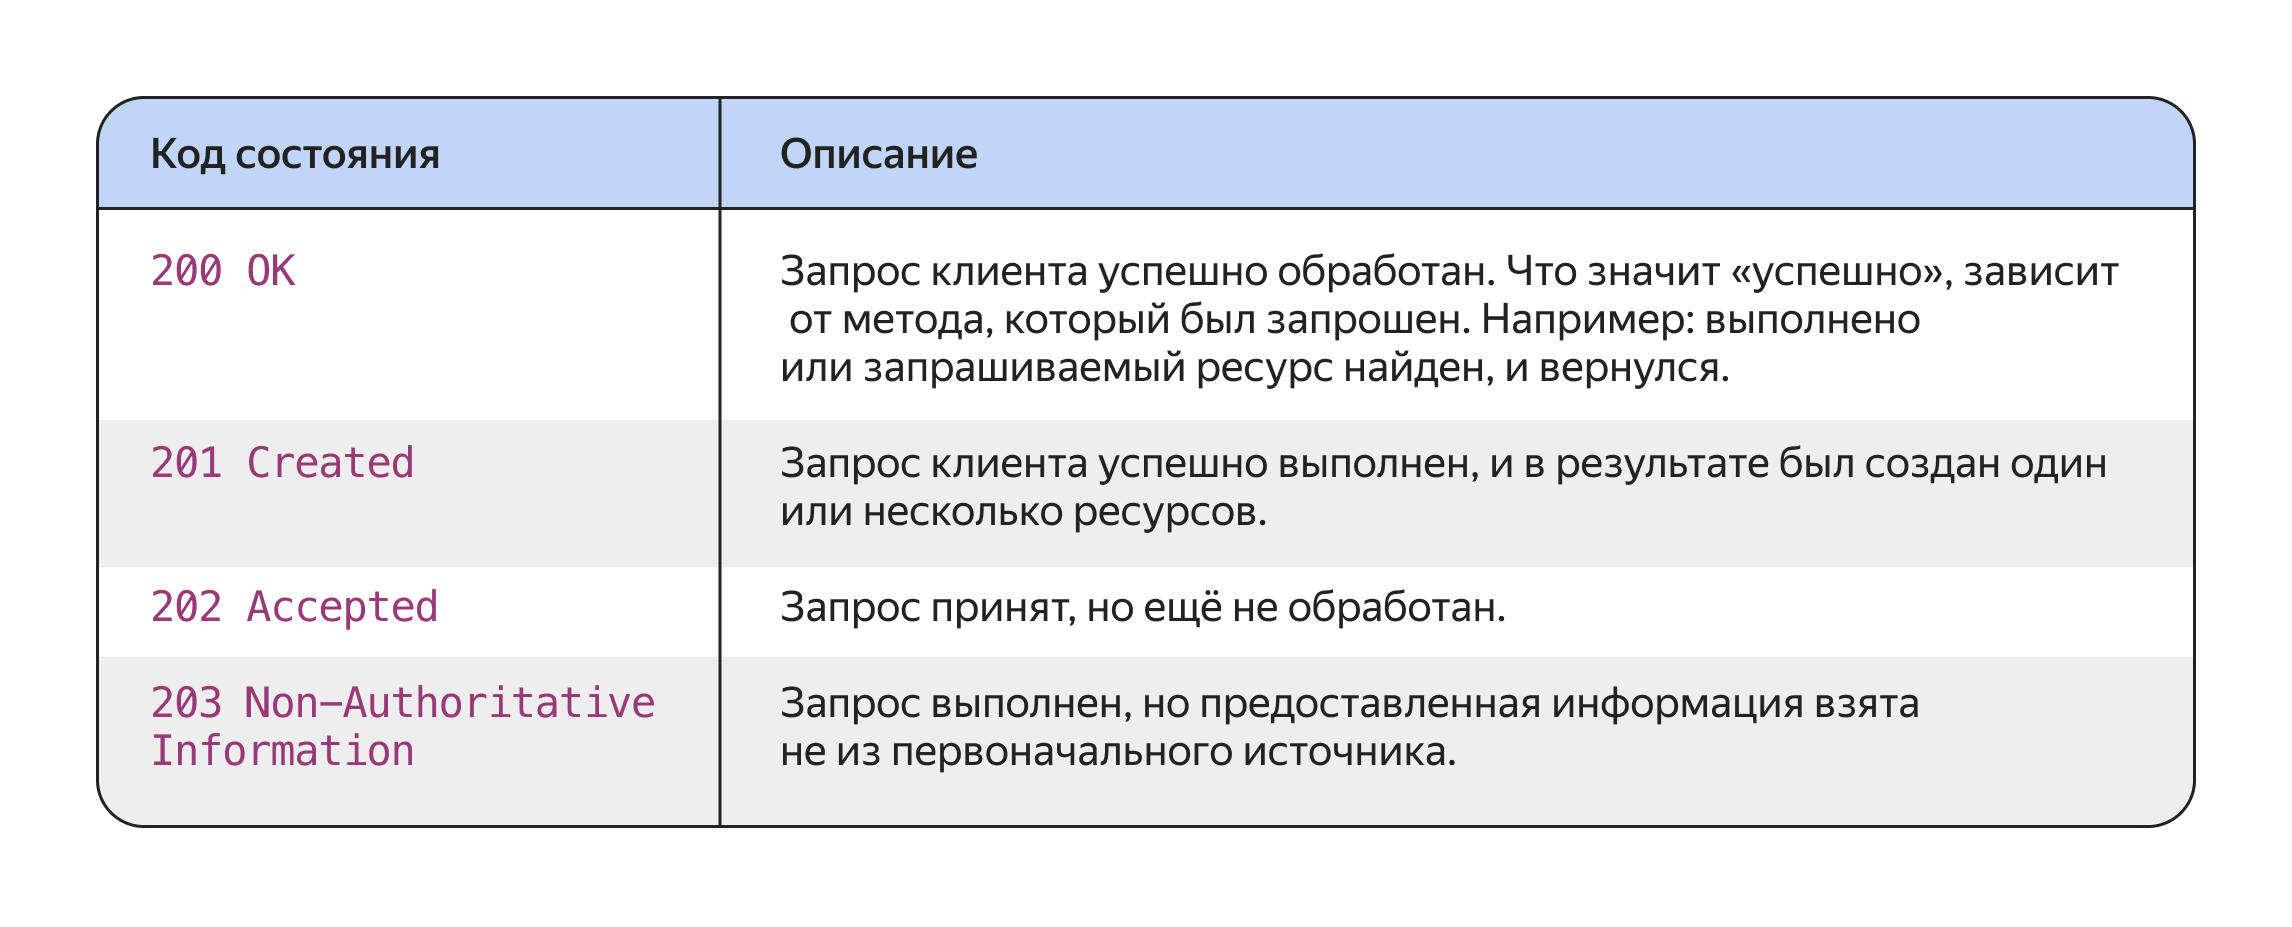 Код состояния
Описание
200 OK
Запрос клиента успешно обработан. Что значит «успешно», зависит
от метода, который был запрошен. Например: выполнено
или запрашиваемый ресурс найден, и вернулся.
201 Created
Запрос клиента успешно выполнен, и в результате был создан один
или несколько ресурсов.
202 Accepted
Запрос принят, но ещё не обработан.
203 Non-Authoritative
Information
Запрос выполнен, но предоставленная информация взята
не из первоначального источника.